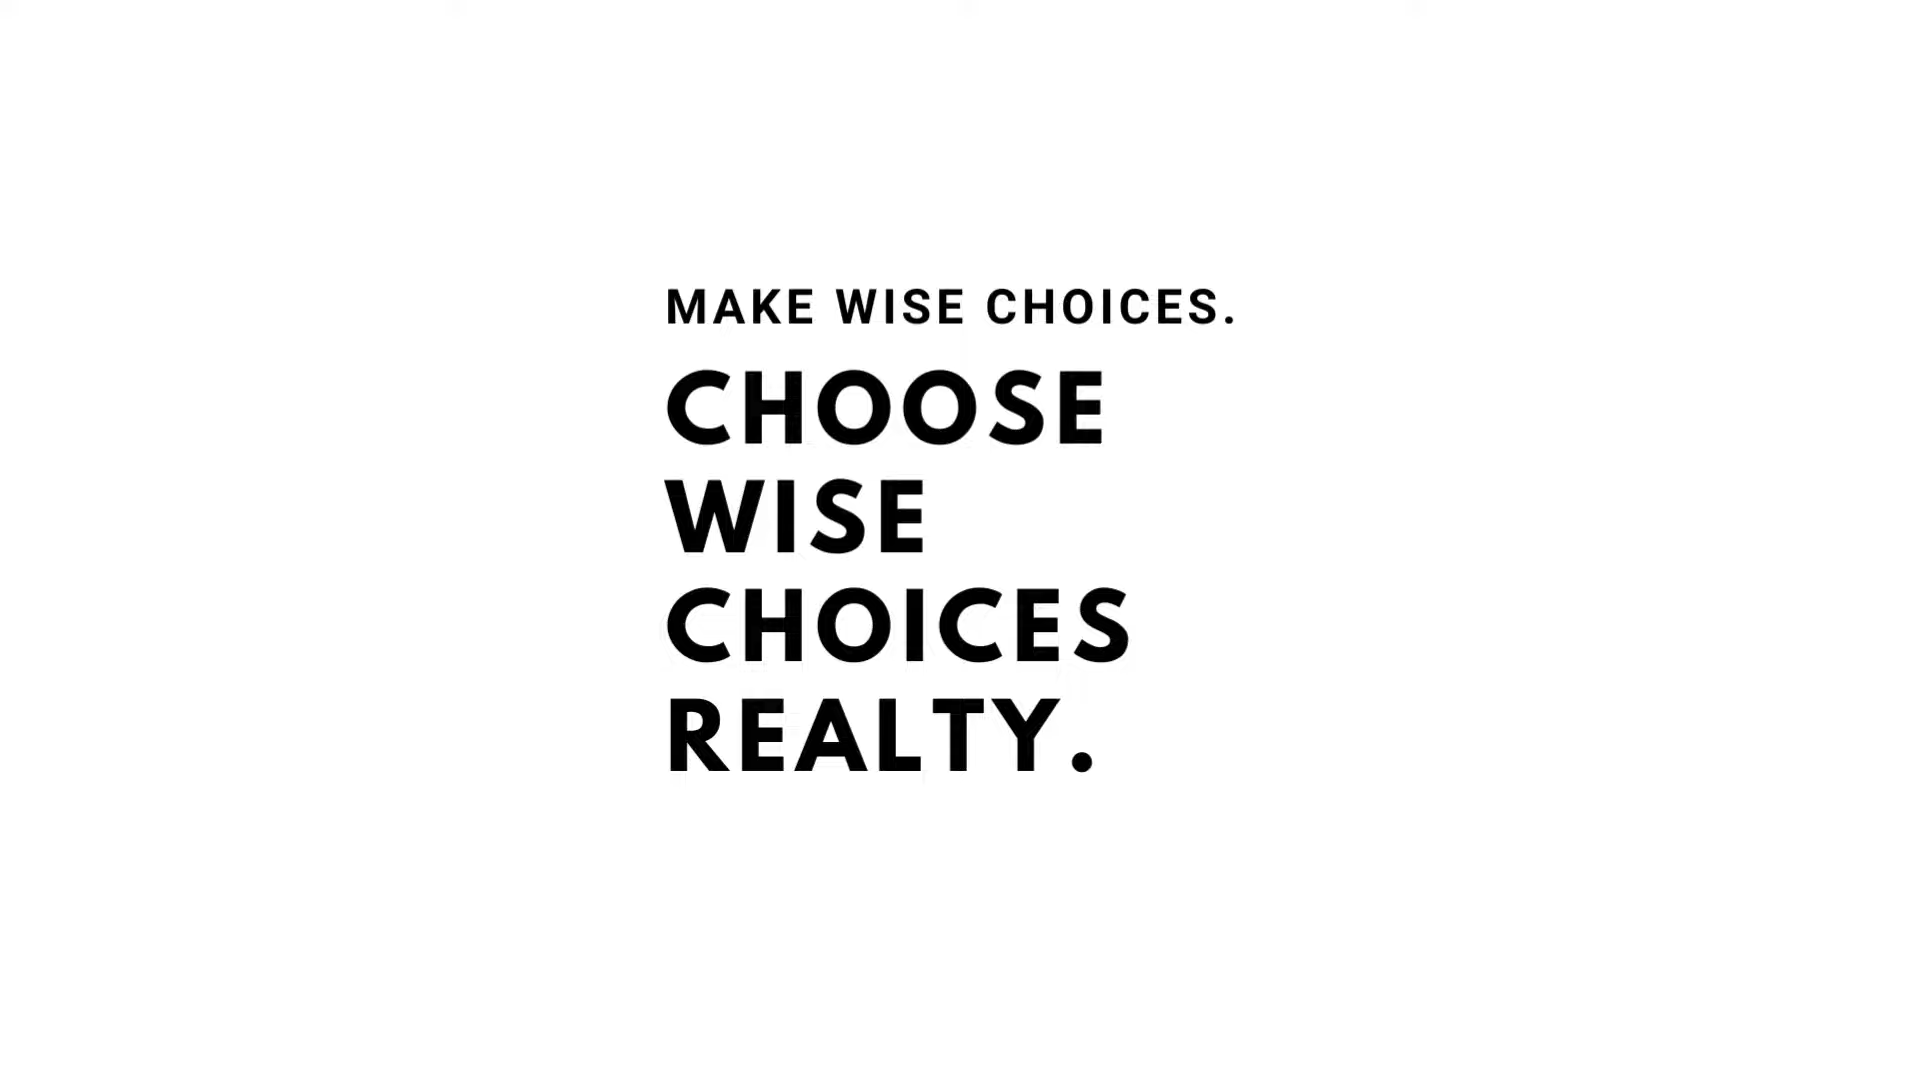 MAKE WISE CHOICES.
CHOOSE
WISE
CHOICES
REALTY.